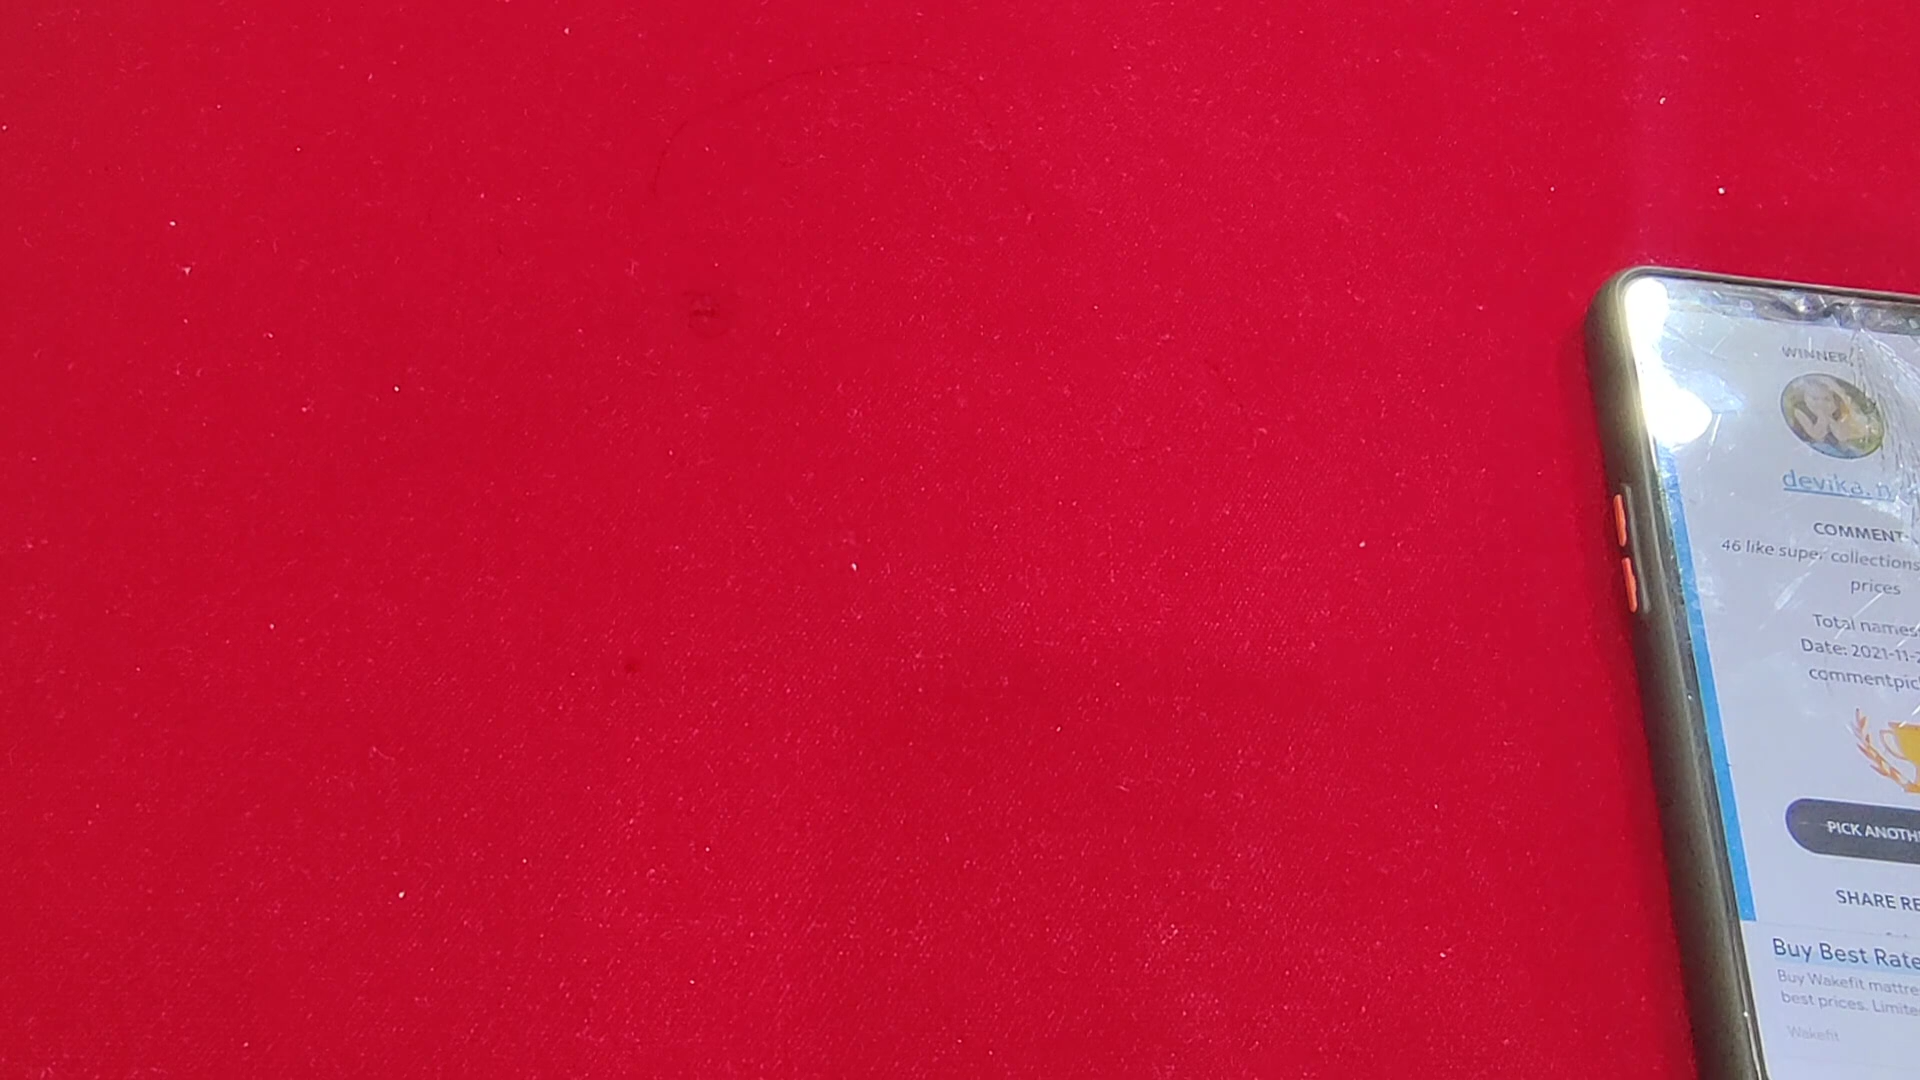 WINNER!
devika.n
COMMENT
46 like super collections
prices
Total names
Date: 2021-11-
commentpic
PICK ANOTH
SHARE RE
Buy Best Rate
Buy Wakefit mattre
best prices. Limite
Wakefit